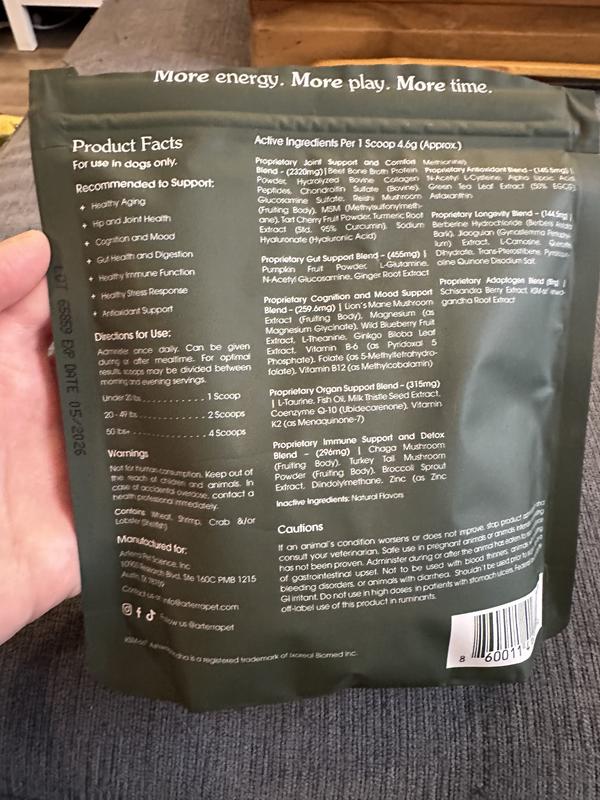 More energy. More play. More time.
Product Facts
For use in dogs only.
Recommended to Support:
+ Healthy Aging
+ Hip and Joint Health
+ Cognition and Mood
+ Gut Health and Digestion
+ Healthy Immune Function
+ Healthy Stress Response
+ Antioxidant Support
Directions for Use:
Administer once daily. Can be given
during or after mealtime. For optimal
results, scoops may be divided between
morning and evening servings.
Under 20 lbs. . . . . . . . . . . . 1 Scoop
20 - 49 lbs. . . . . . . . . . . . 2 Scoops
50 lbs+ . . . . . . . . . . . . 4 Scoops
Warnings
Not for human consumption. Keep out of
the reach of children and animals. In
case of accidental overdose, contact a
health professional immediately.
Contains Wheat, Shrimp, Crab &/or
Lobster (Shellfish)
Manufactured for:
Arterra Pet Science, Inc
10900 Research Blvd, Ste 160C PMB 1215
Austin, TX 78759
Contact us at info@arterrapet.com
Follow us @arterrapet
Active Ingredients Per 1 Scoop 4.6g (Approx.)
Proprietary Joint Support and Comfort
Blend – (2320mg) | Beef Bone Broth Protein
Powder, Hydrolyzed Bovine Collagen
Peptides, Chondroitin Sulfate (Bovine),
Glucosamine Sulfate, Reishi Mushroom
(Fruiting Body), MSM (Methylsulfonylmeth-
ane), Tart Cherry Fruit Powder, Turmeric Root
Extract (Std. 95% Curcumin), Sodium
Hyaluronate (Hyaluronic Acid)
Proprietary Gut Support Blend – (455mg) |
Pumpkin Fruit Powder, L-Glutamine,
N-Acetyl Glucosamine, Ginger Root Extract
Proprietary Cognition and Mood Support
Blend – (259.6mg) | Lion's Mane Mushroom
Extract (Fruiting Body), Magnesium (as
Magnesium Glycinate), Wild Blueberry Fruit
Extract, L-Theanine, Ginkgo Biloba Leaf
Extract, Vitamin B-6 (as Pyridoxal 5
Phosphate), Folate (as 5-Methyltetrahydro-
folate), Vitamin B12 (as Methylcobalamin)
Proprietary Organ Support Blend – (315mg)
| L-Taurine, Fish Oil, Milk Thistle Seed Extract,
Coenzyme Q-10 (Ubidecarenone), Vitamin
K2 (as Menaquinone-7)
Proprietary Immune Support and Detox
Blend – (296mg) | Chaga Mushroom
(Fruiting Body), Turkey Tail Mushroom
Powder (Fruiting Body), Broccoli Sprout
Extract, Diindolylmethane, Zinc (as Zinc
Methionine)
Proprietary Antioxidant Blend – (145.5mg) |
N-Acetyl L-Cysteine, Alpha Lipoic Acid,
Green Tea Leaf Extract (50% EGCG),
Astaxanthin
Proprietary Longevity Blend – (144.5mg) |
Berberine Hydrochloride (Berberis Aristata
Bark), Jiaogulan (Gynostemma Pentaphyl-
lum) Extract, L-Carnosine, Quercetin
Dihydrate, Trans-Pterostilbene, Pyrroloquin-
oline Quinone Disodium Salt
Proprietary Adaptogen Blend
Schisandra Berry Extract, KSM-66 Ashwa-
gandha Root Extract
Inactive Ingredients: Natural Flavors
Cautions
If an animal's condition worsens or does not improve, stop product
consult your veterinarian. Safe use in pregnant animals or animals
has not been proven. Administer during or after the animal has eaten to
of gastrointestinal upset. Not to be used with blood thinners, animals
bleeding disorders, or animals with diarrhea. Shouldn't be used prior to
GI irritant. Do not use in high doses in patients with stomach ulcers.
off-label use of this product in ruminants.
KSM-66 Ashwagandha is a registered trademark of Ixoreal Biomed Inc.
LOT 65869 EXP DATE 05/2026
8 60011